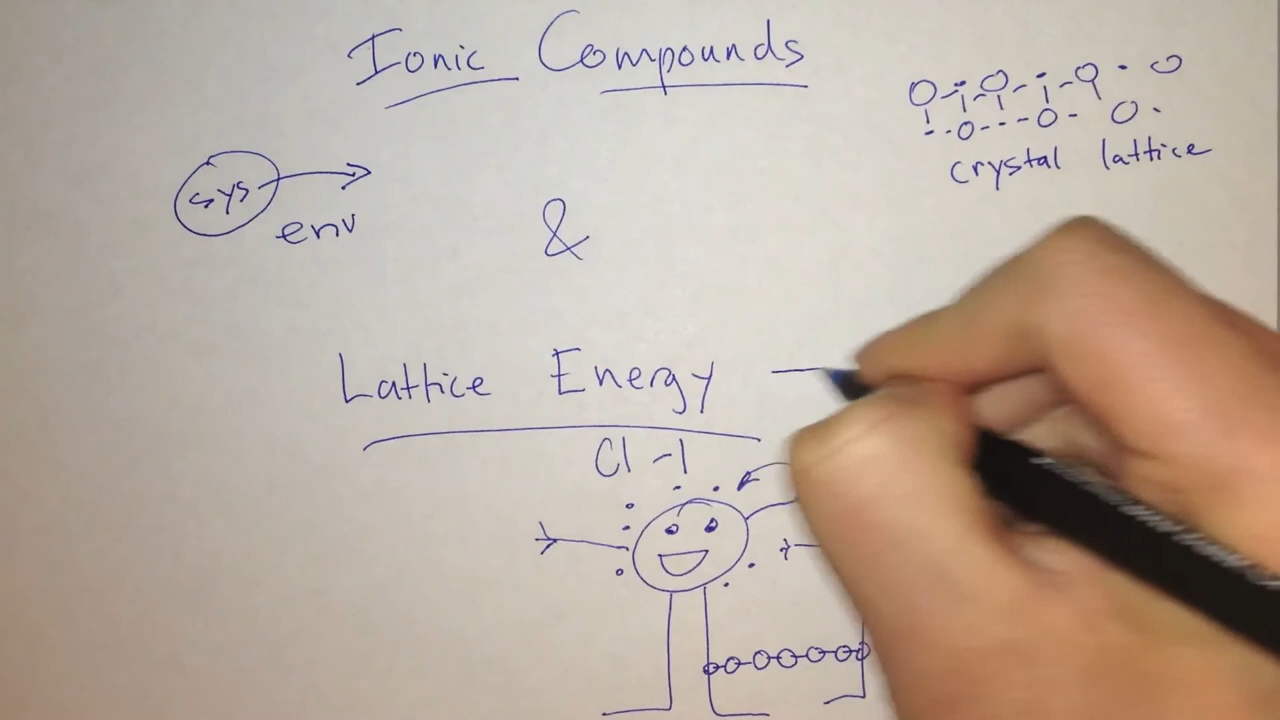 Ionic Compounds
crystal lattice
sys
env
&
Lattice Energy
Cl -1